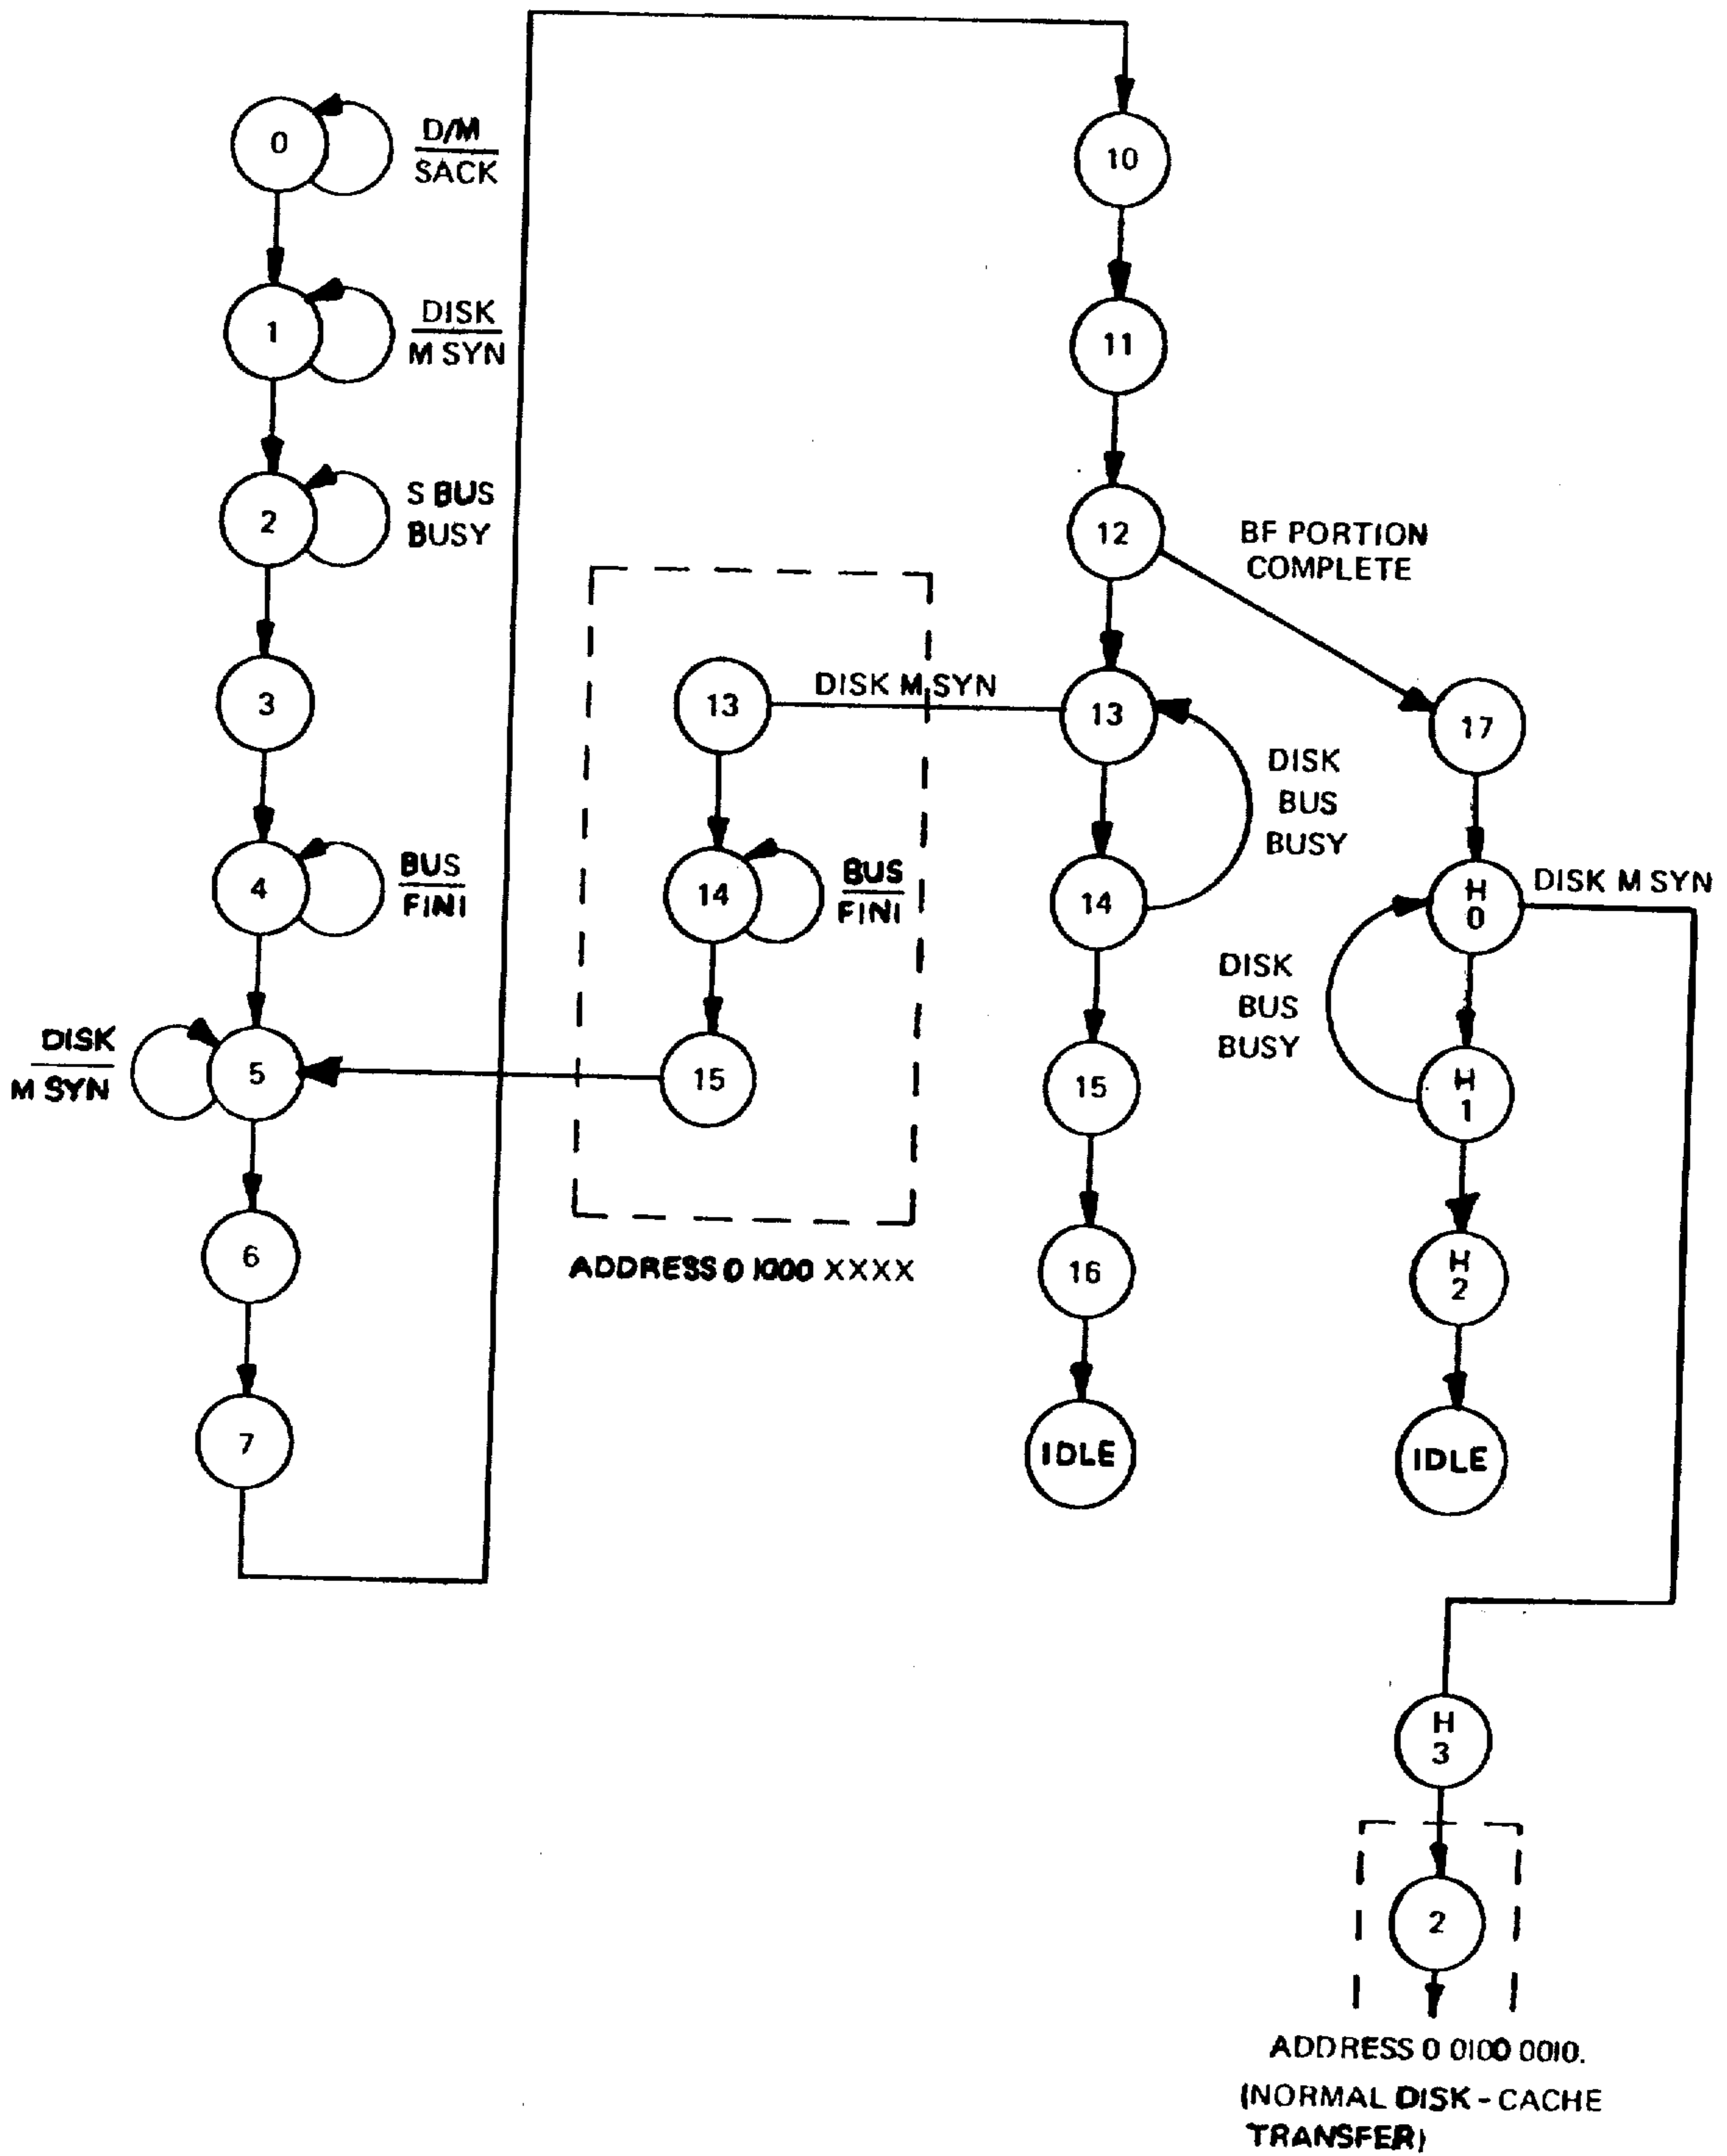 0
D/M
SACK
1
DISK
M SYN
2
S BUS
BUSY
3
4
BUS
FINI
DISK
M SYN
5
6
7
10
11
12
BF PORTION
COMPLETE
13
DISK M SYN
13
14
BUS
FINI
15
ADDRESS 0 1000 XXXX
DISK
BUS
BUSY
14
15
16
IDLE
17
H
0
DISK M SYN
DISK
BUS
BUSY
H
1
H
2
IDLE
H
3
2
ADDRESS 0 0100 0010.
(NORMAL DISK - CACHE
TRANSFER)